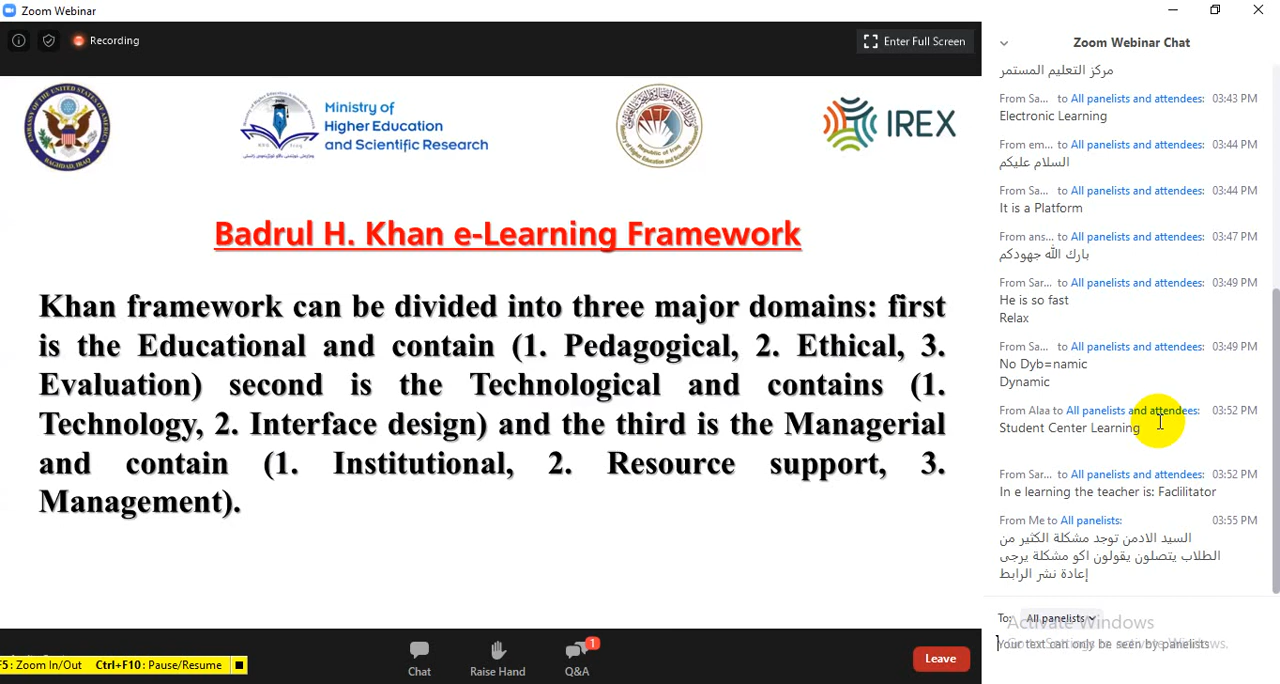 Zoom Webinar
Recording
Enter Full Screen
Ministry of
Higher Education
and Scientific Research
IREX
Badrul H. Khan e-Learning Framework
Khan framework can be divided into three major domains: first
is the Educational and contain (1. Pedagogical, 2. Ethical, 3.
Evaluation) second is the Technological and contains (1.
Technology, 2. Interface design) and the third is the Managerial
and contain (1. Institutional, 2. Resource support, 3.
Management).
F5: Zoom In/Out Ctrl+F10: Pause/Resume
Chat
Raise Hand
1
Q&A
Leave
Zoom Webinar Chat
مركز التعليم المستمر
From Sa... to All panelists and attendees: 03:43 PM
Electronic Learning
From em... to All panelists and attendees: 03:44 PM
السلام عليكم
From Sa... to All panelists and attendees: 03:44 PM
It is a Platform
From ans... to All panelists and attendees: 03:47 PM
بارك الله جهودكم
From Sar... to All panelists and attendees: 03:49 PM
He is so fast
Relax
From Sa... to All panelists and attendees: 03:49 PM
No Dyb=namic
Dynamic
From Alaa to All panelists and attendees: 03:52 PM
Student Center Learning
From Sar... to All panelists and attendees: 03:52 PM
In e learning the teacher is: Faclilitator
From Me to All panelists: 03:55 PM
السيد الادمن توجد مشكلة الكثير من
الطلاب يتصلون يقولون اكو مشكلة يرجى
إعادة نشر الرابط
To: All panelists
Activate Windows
Your text can only be seen by panelists
Go to Settings to activate Windows.